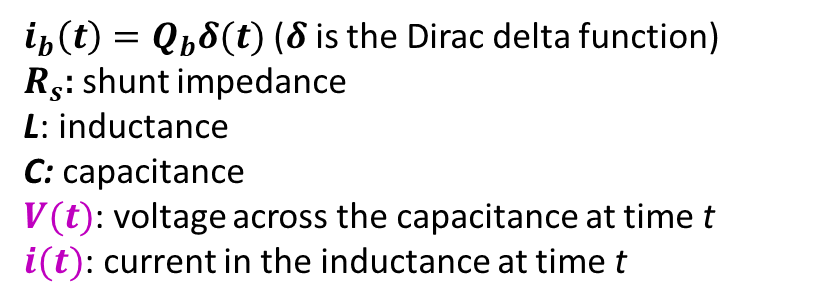 i_b(t) = Q_bδ(t) (δ is the Dirac delta function)
R_s: shunt impedance
L: inductance
C: capacitance
V(t): voltage across the capacitance at time t
i(t): current in the inductance at time t